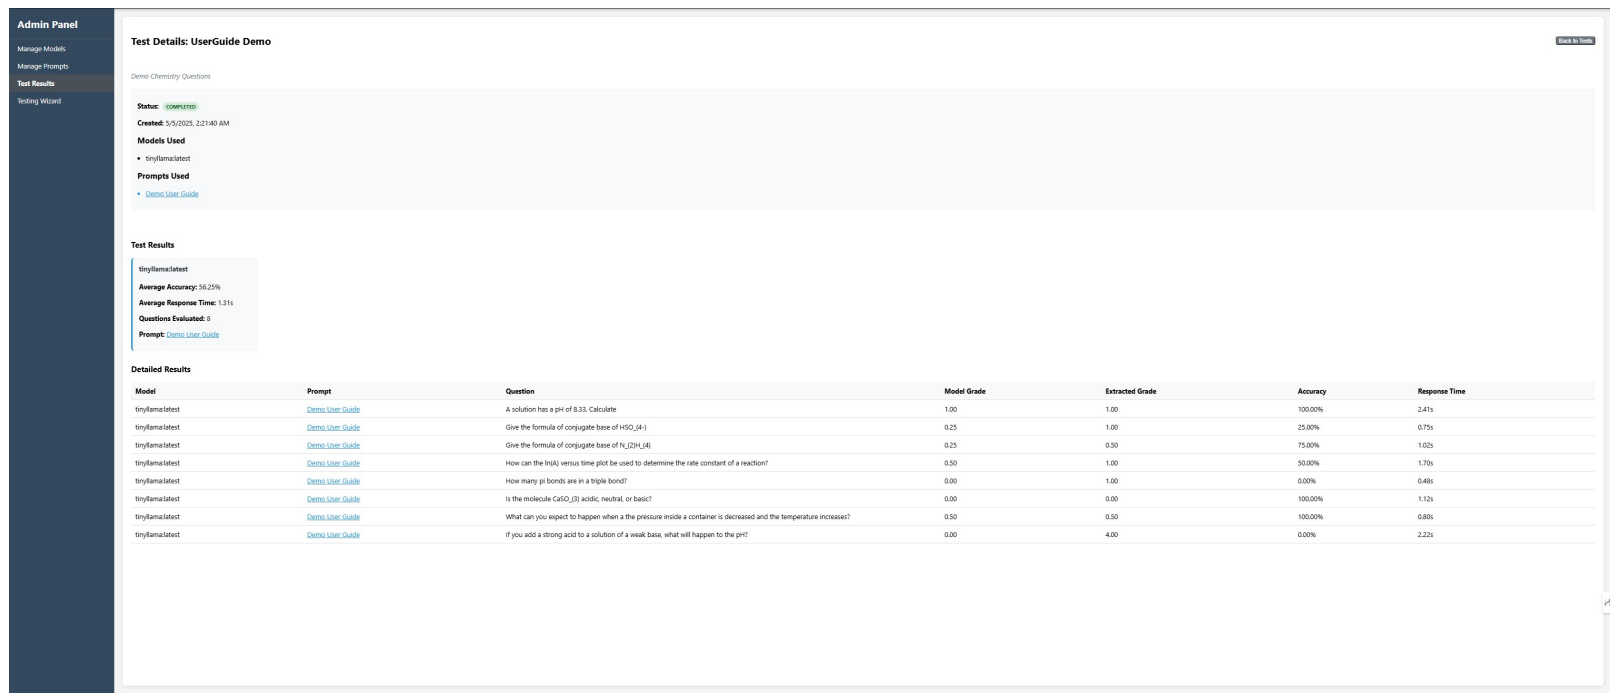 Admin Panel
Manage Models
Manage Prompts
Test Results
Testing Wizard
Test Details: UserGuide Demo
Back to Tests
Demo Chemistry Questions
Status: COMPLETED
Created: 5/5/2025, 2:21:40 AM
Models Used
• tinyllama:latest
Prompts Used
• Demo User Guide
Test Results
tinyllama:latest
Average Accuracy: 56.25%
Average Response Time: 1.31s
Questions Evaluated: 8
Prompt: Demo User Guide
Detailed Results
Model Prompt Question Model Grade Extracted Grade Accuracy Response Time
tinyllama:latest Demo User Guide A solution has a pH of 8.33. Calculate 1.00 1.00 100.00% 2.41s
tinyllama:latest Demo User Guide Give the formula of conjugate base of HSO_(4-) 0.25 1.00 25.00% 0.75s
tinyllama:latest Demo User Guide Give the formula of conjugate base of N_(2)H_(4) 0.25 0.50 75.00% 1.02s
tinyllama:latest Demo User Guide How can the ln(A) versus time plot be used to determine the rate constant of a reaction? 0.50 1.00 50.00% 1.70s
tinyllama:latest Demo User Guide How many pi bonds are in a triple bond? 0.00 1.00 0.00% 0.48s
tinyllama:latest Demo User Guide Is the molecule CaSO_(3) acidic, neutral, or basic? 0.00 0.00 100.00% 1.12s
tinyllama:latest Demo User Guide What can you expect to happen when a the pressure inside a container is decreased and the temperature increases? 0.50 0.50 100.00% 0.80s
tinyllama:latest Demo User Guide If you add a strong acid to a solution of a weak base, what will happen to the pH? 0.00 4.00 0.00% 2.22s